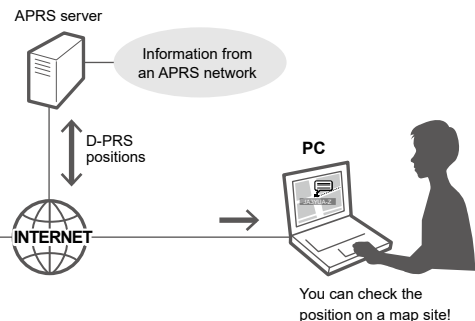 APRS server
Information from
an APRS network
D-PRS
positions
PC
INTERNET
You can check the
position on a map site!